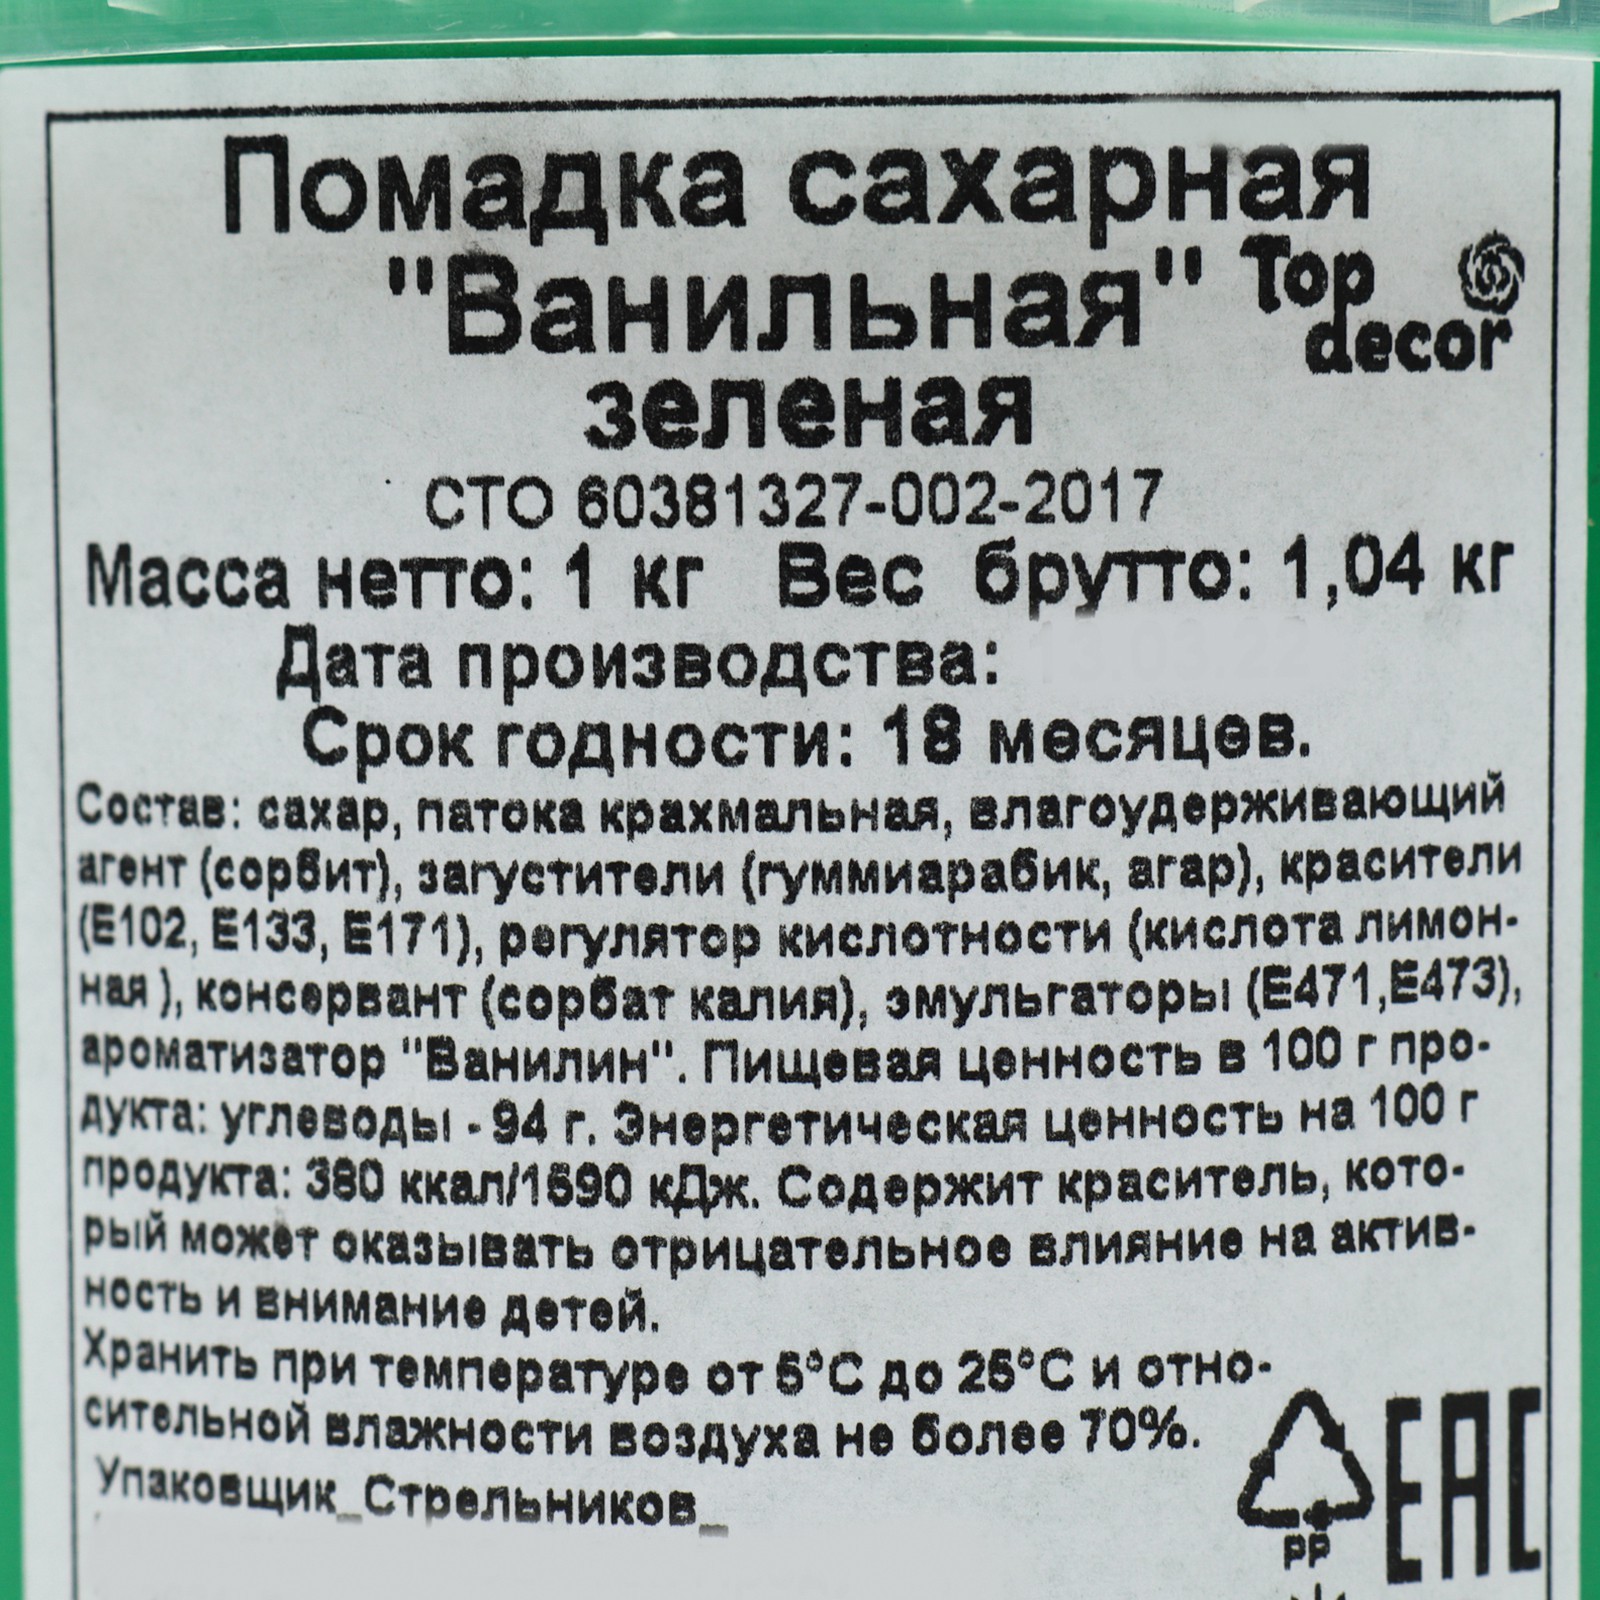 Помадка сахарная
"Ванильная"
Top
decor
зеленая
СТО 60381327-002-2017
Масса нетто: 1 кг Вес брутто: 1,04 кг
Дата производства:
Срок годности: 18 месяцев.
Состав: сахар, патока крахмальная, влагоудерживающий
агент (сорбит), загустители (гуммиарабик, агар), красители
(Е102, Е133, Е171), регулятор кислотности (кислота лимон-
ная ), консервант (сорбат калия), эмульгаторы (Е471,Е473),
ароматизатор "Ванилин". Пищевая ценность в 100 г про-
дукта: углеводы - 94 г. Энергетическая ценность на 100 г
продукта: 380 ккал/1590 кДж. Содержит краситель, кото-
рый может оказывать отрицательное влияние на актив-
ность и внимание детей.
Хранить при температуре от 5°С до 25°С и отно-
сительной влажности воздуха не более 70%.
Упаковщик_Стрельников_
PP
EAC